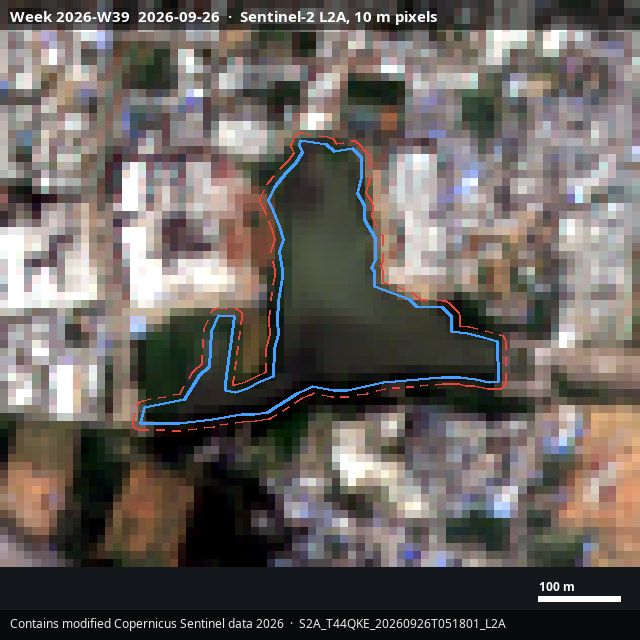 Week 2026-W39  2026-09-26  ·  Sentinel-2 L2A, 10 m pixels
100 m
Contains modified Copernicus Sentinel data 2026  ·  S2A_T44QKE_20260926T051801_L2A